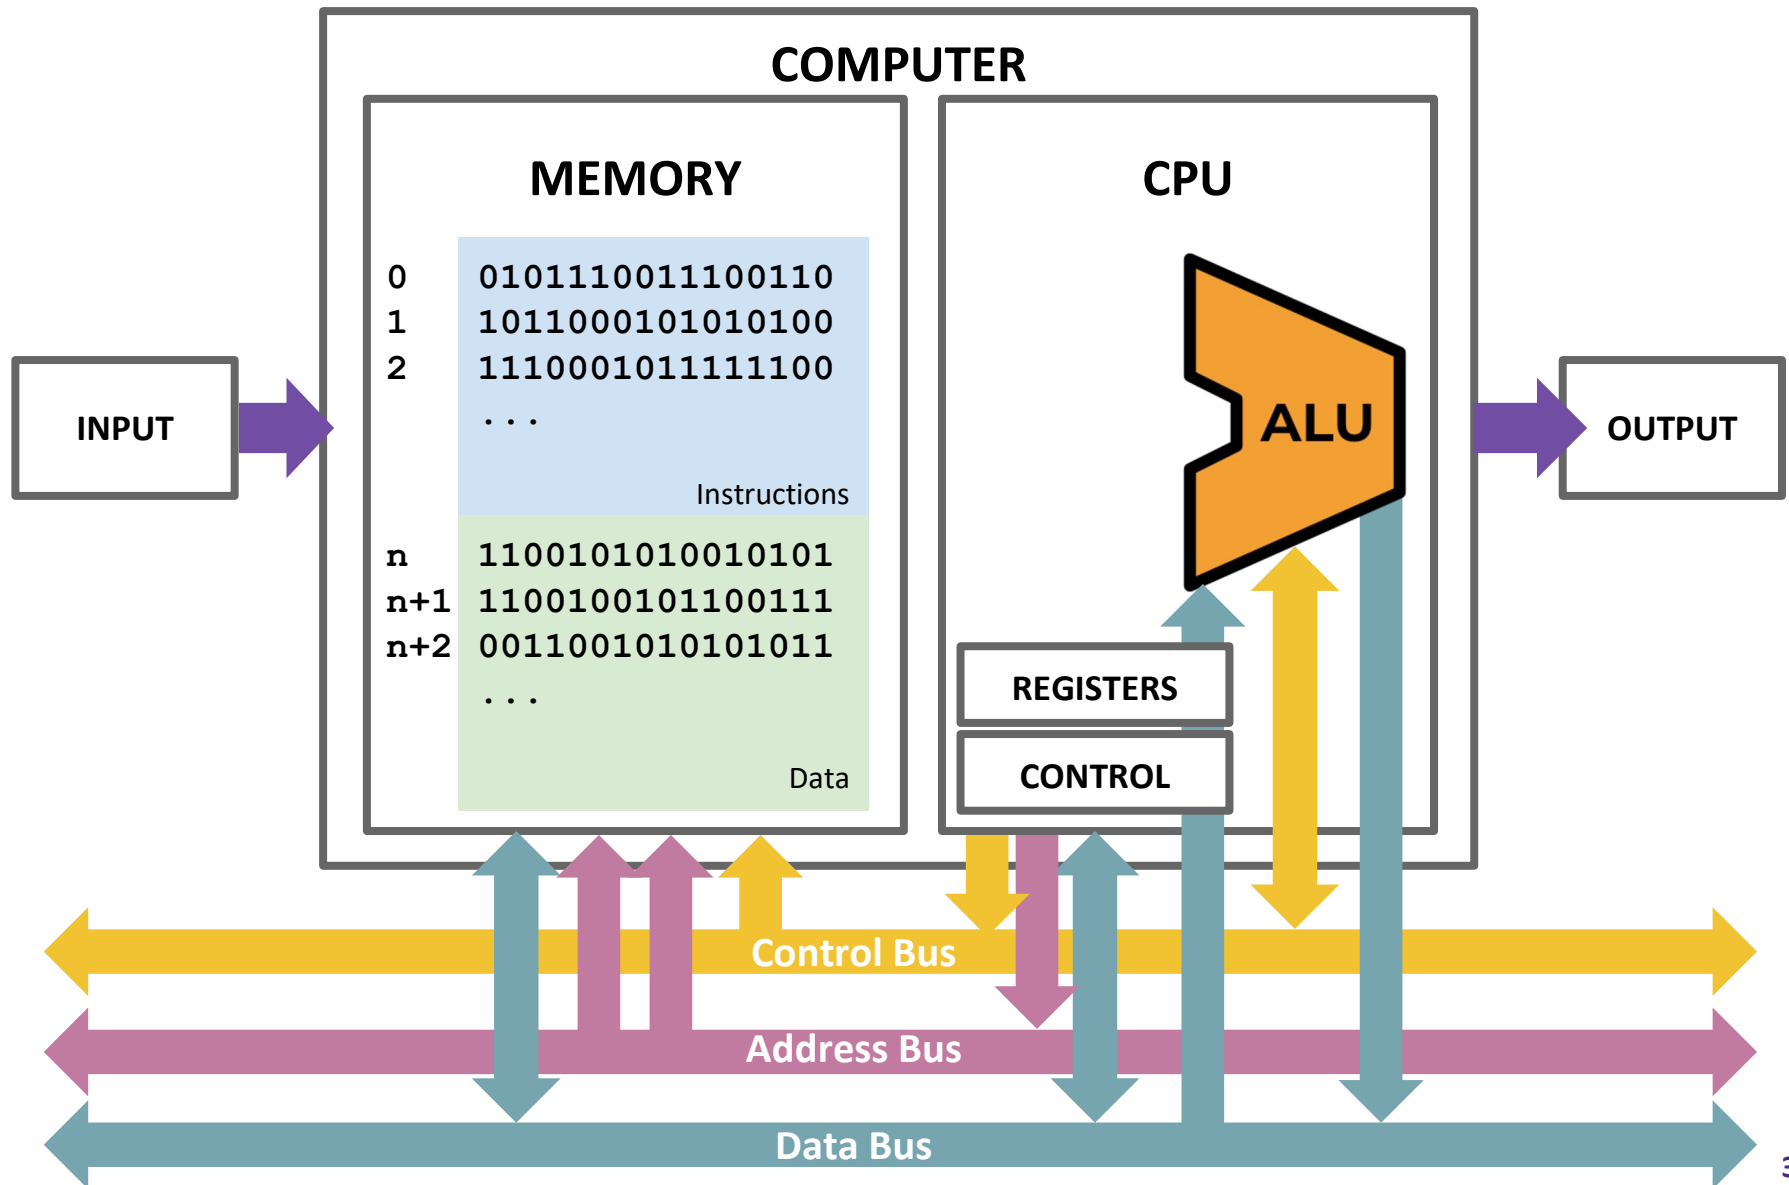 COMPUTER
MEMORY
CPU
0 0101110011100110
1 1011000101010100
2 1110001011111100
...
Instructions
n 1100101010010101
n+1 1100100101100111
n+2 0011001010101011
...
Data
INPUT
ALU
OUTPUT
REGISTERS
CONTROL
Control Bus
Address Bus
Data Bus